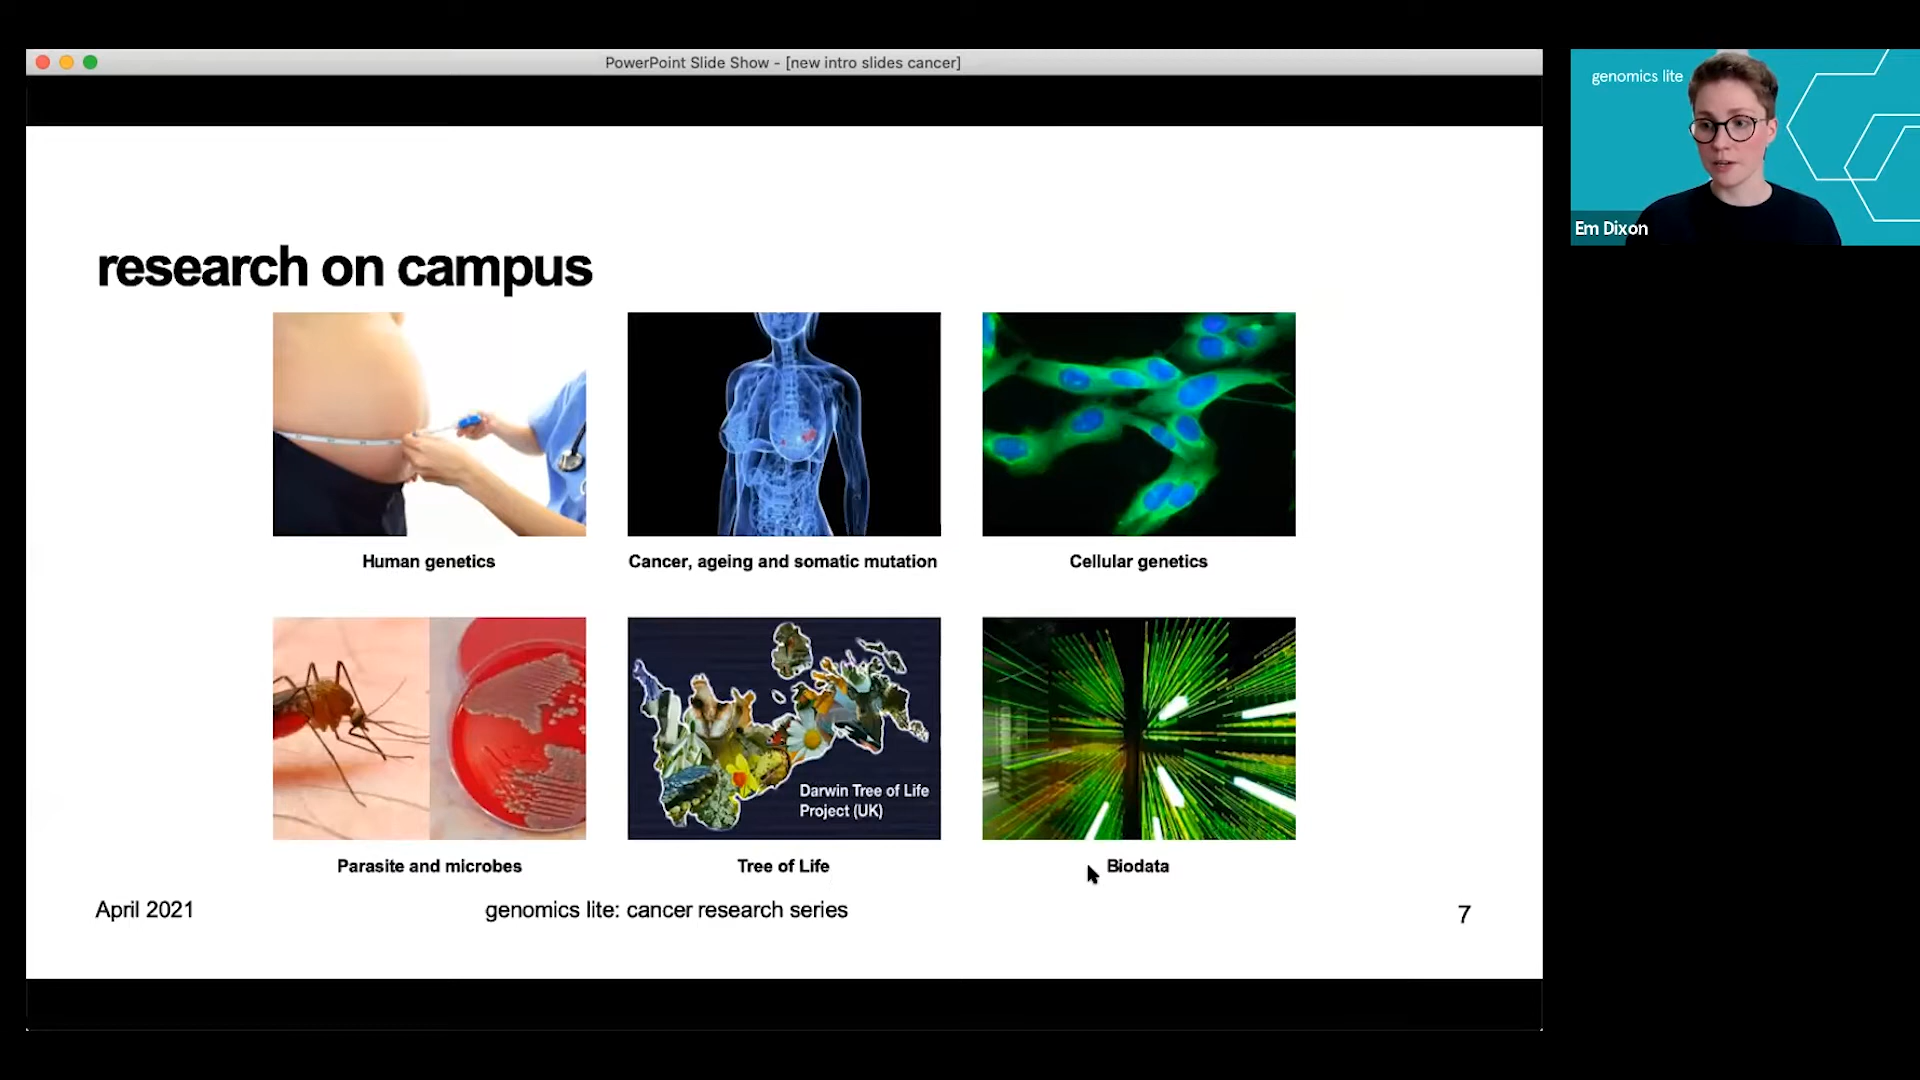 PowerPoint Slide Show - [new intro slides cancer]
genomics lite
Em Dixon
research on campus
Human genetics
Cancer, ageing and somatic mutation
Cellular genetics
Darwin Tree of Life
Project (UK)
Parasite and microbes
Tree of Life
Biodata
April 2021
genomics lite: cancer research series
7